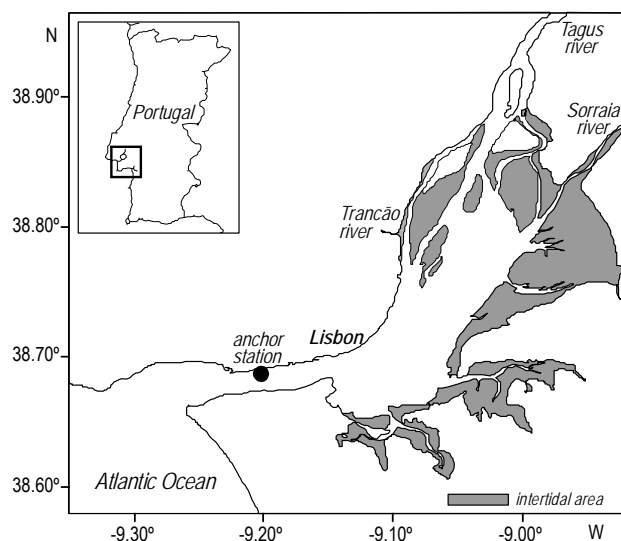 N
Tagus
river
38.90º
Sorraia
river
Portugal
38.80º
Trancão
river
Lisbon
anchor
station
38.70º
38.60º
Atlantic Ocean
intertidal area
-9.30º
-9.20º
-9.10º
-9.00º
W